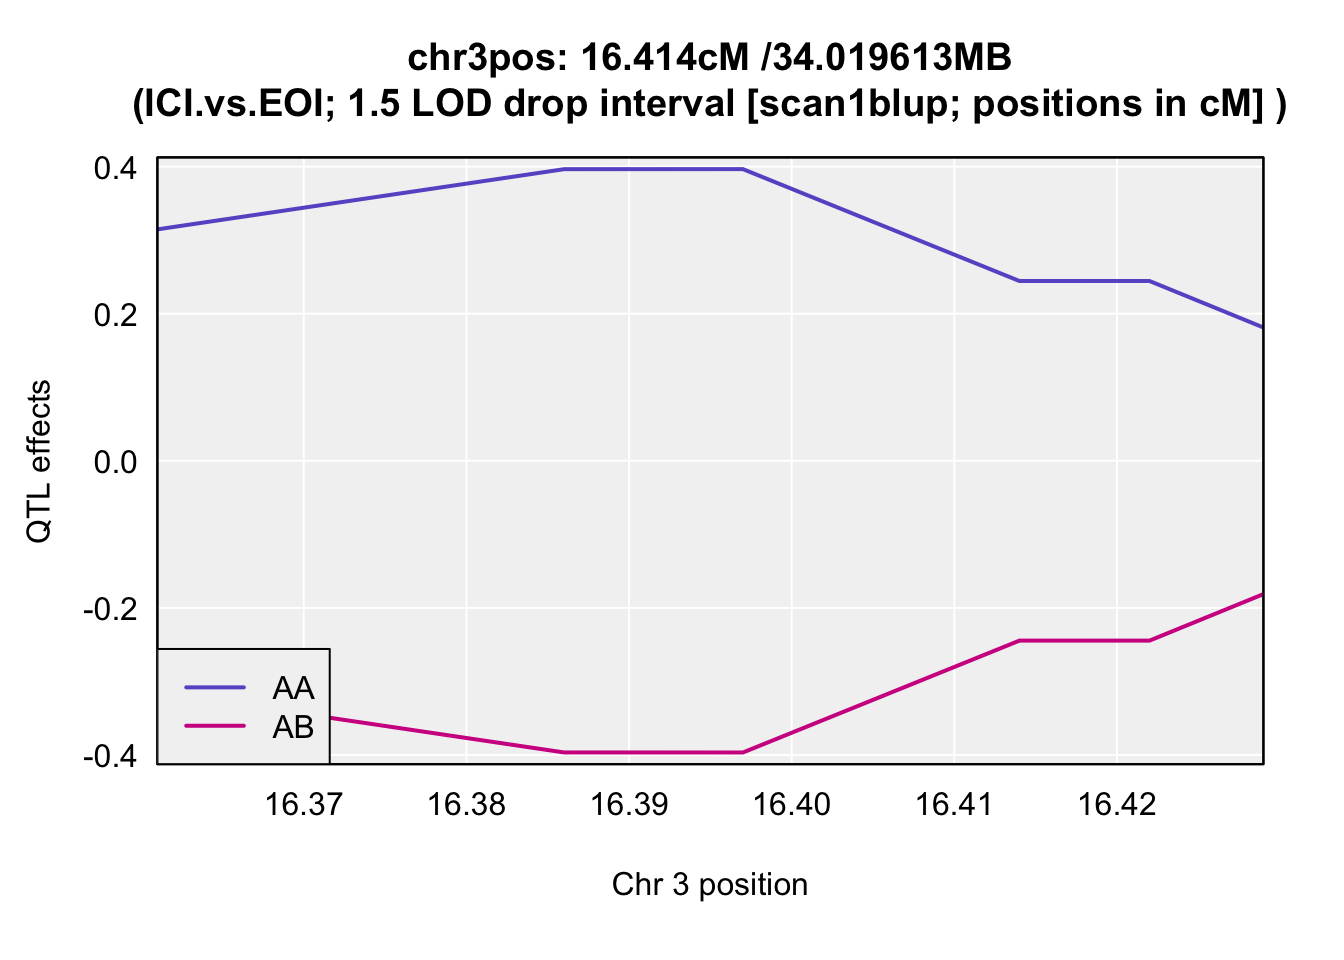 chr3pos: 16.414cM /34.019613MB
(ICI.vs.EOI; 1.5 LOD drop interval [scan1blup; positions in cM] )
0.4
0.2
0.0
-0.2
-0.4
QTL effects
AA
AB
16.37 16.38 16.39 16.40 16.41 16.42
Chr 3 position